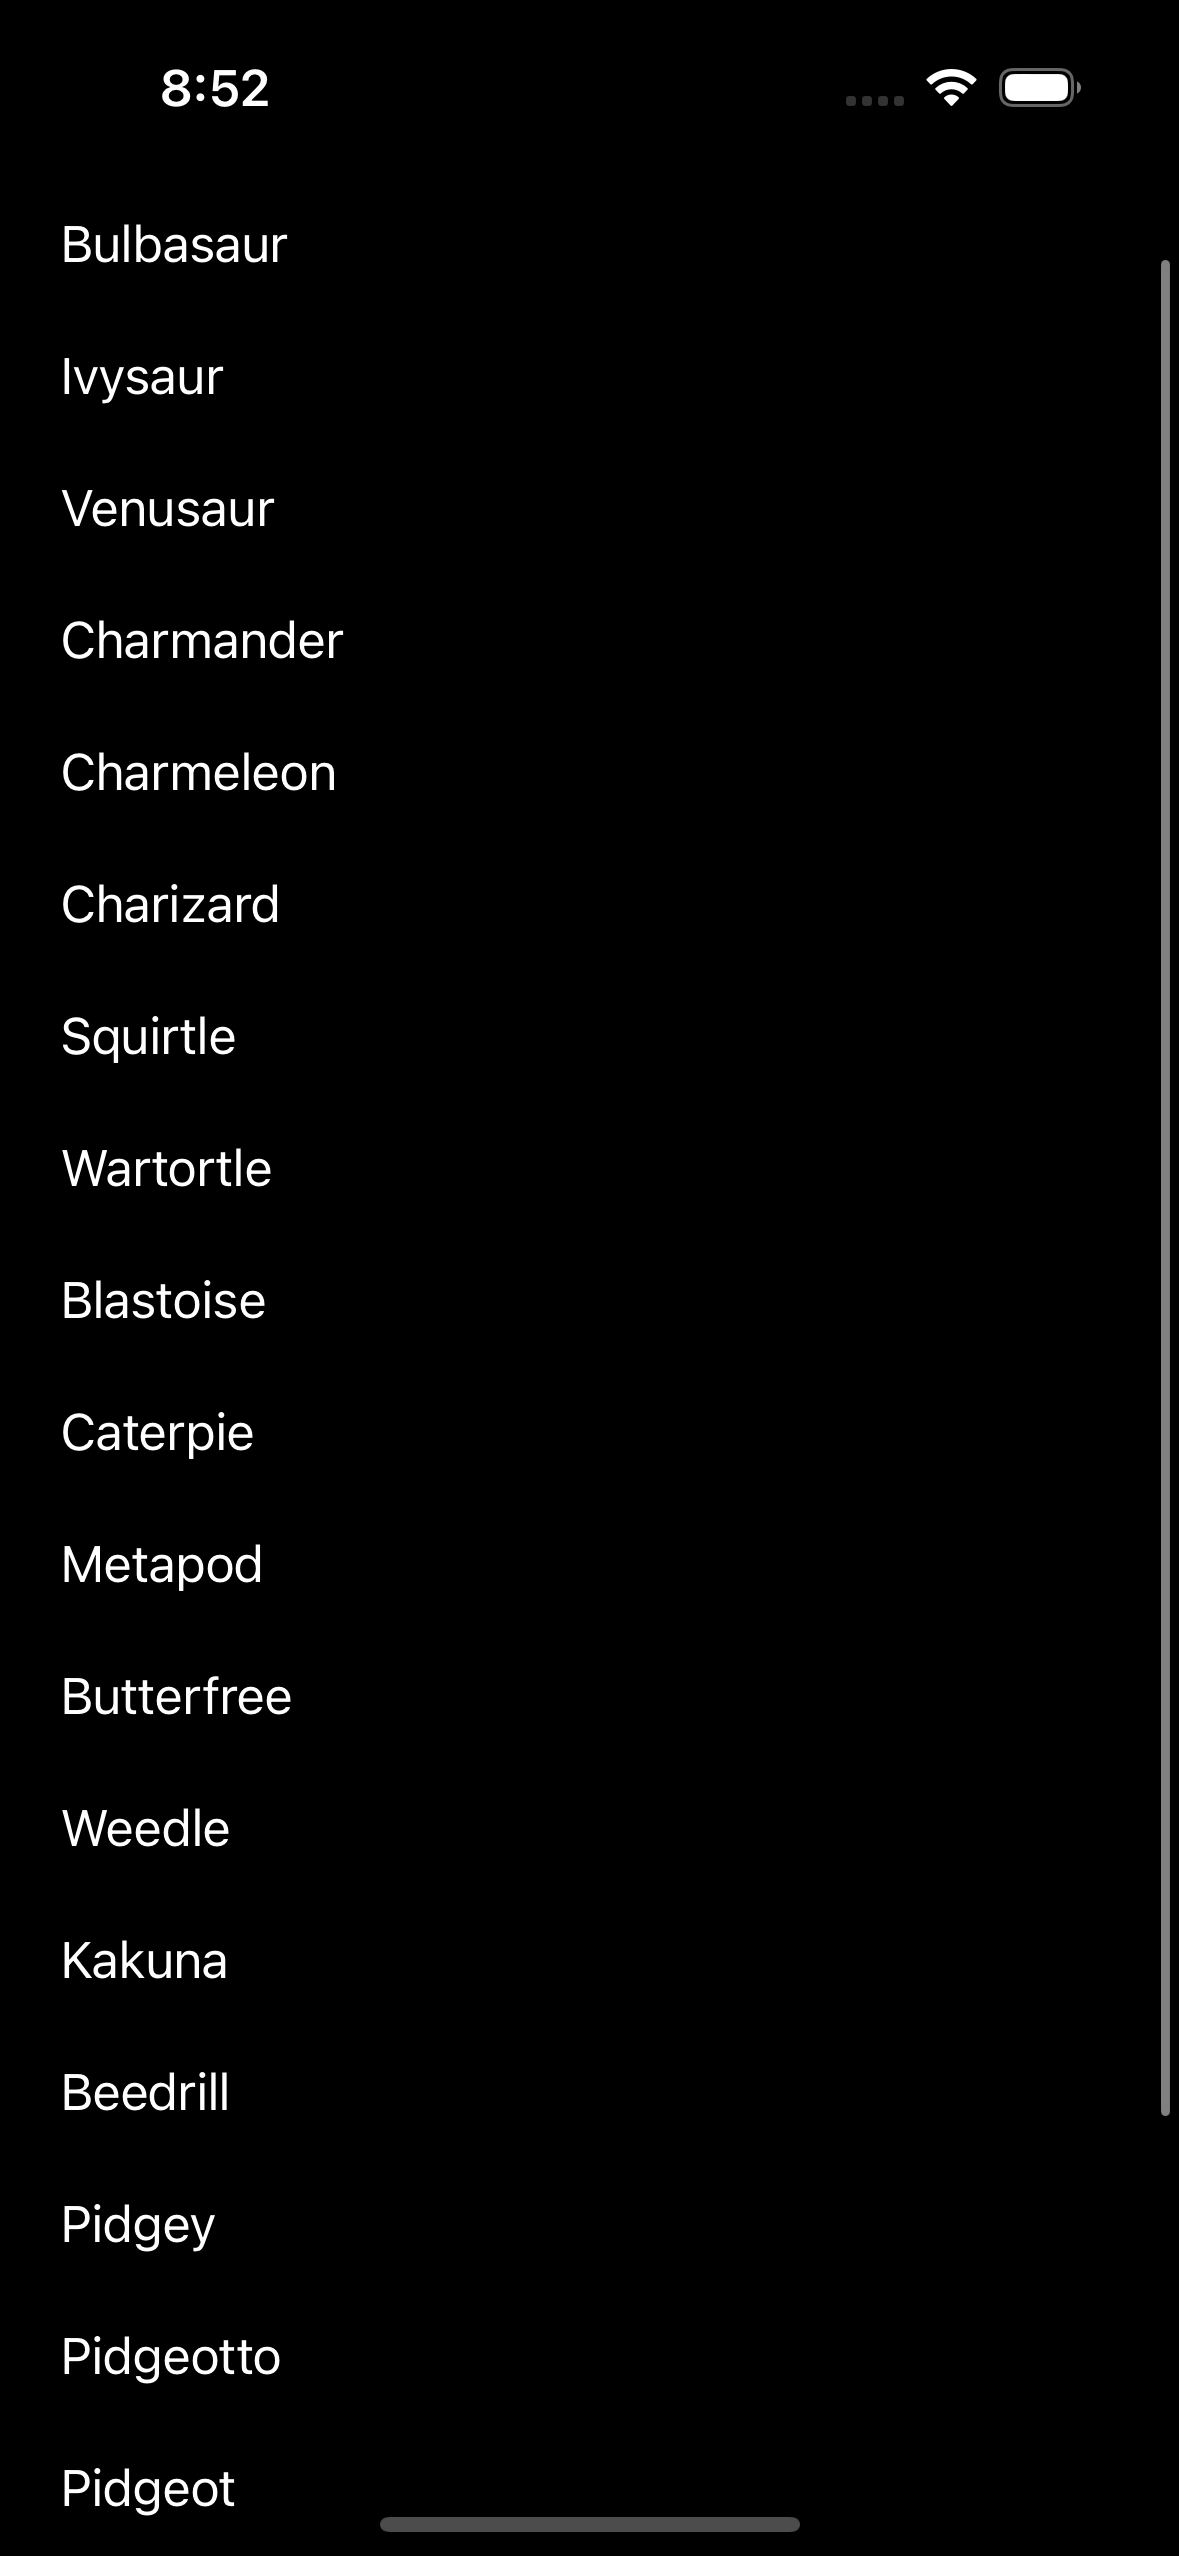 8:52
Bulbasaur
Ivysaur
Venusaur
Charmander
Charmeleon
Charizard
Squirtle
Wartortle
Blastoise
Caterpie
Metapod
Butterfree
Weedle
Kakuna
Beedrill
Pidgey
Pidgeotto
Pidgeot